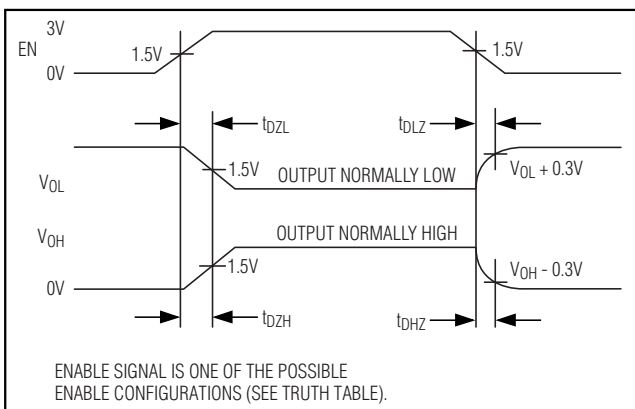 3V
EN
1.5V
1.5V
0V
tDZL
tDLZ
1.5V
OUTPUT NORMALLY LOW
VOL + 0.3V
VOL
VOH
OUTPUT NORMALLY HIGH
1.5V
VOH - 0.3V
0V
tDZH
tDHZ
ENABLE SIGNAL IS ONE OF THE POSSIBLE
ENABLE CONFIGURATIONS (SEE TRUTH TABLE).